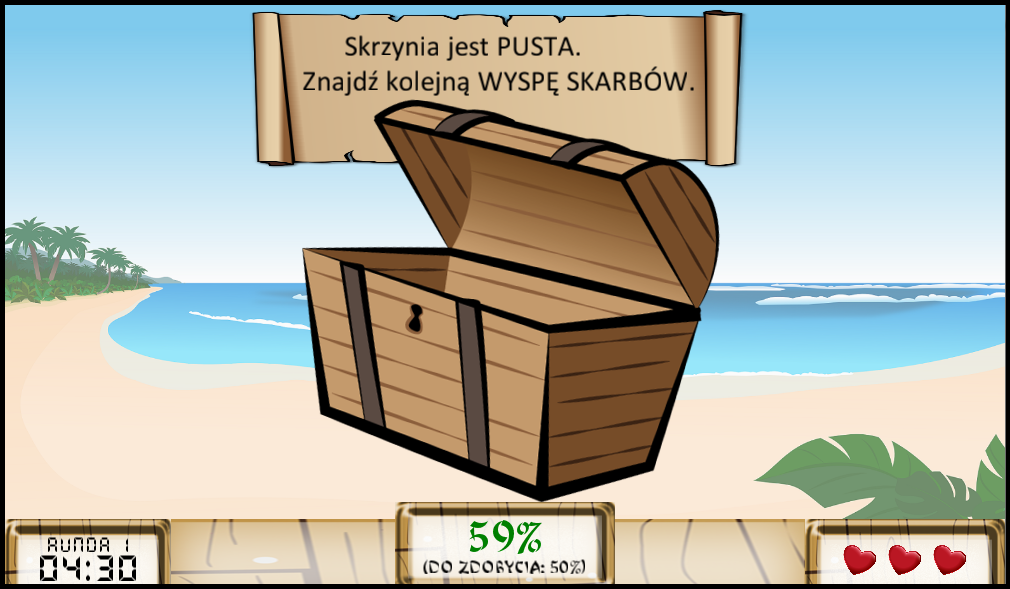 Skrzynia jest PUSTA.
Znajdź kolejną WYSPĘ SKARBÓW.
RUNDA 1
04:30
59%
(DO ZDOBYCIA: 50%)